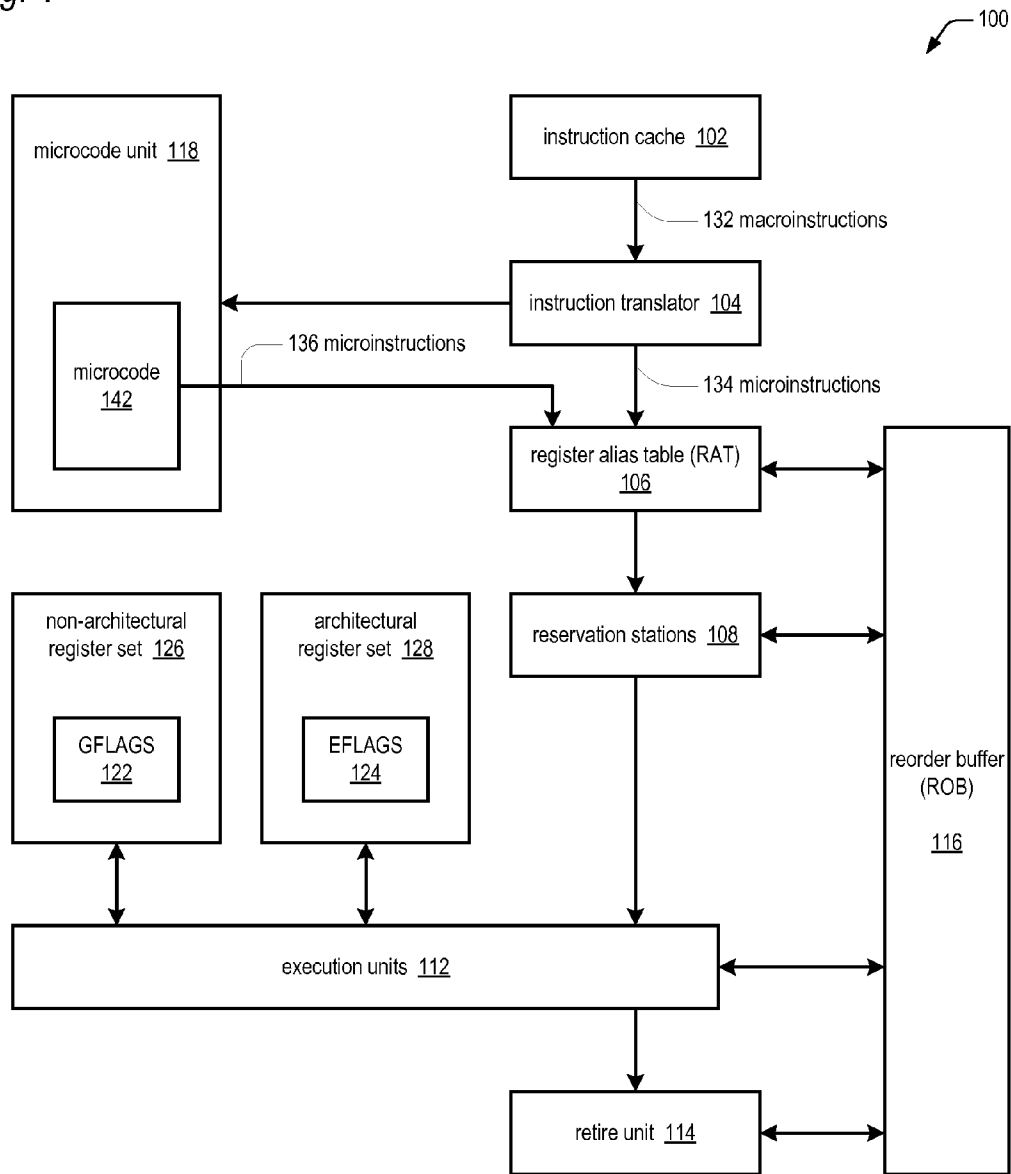 100
microcode unit 118
instruction cache 102
132 macroinstructions
instruction translator 104
136 microinstructions
134 microinstructions
microcode
142
register alias table (RAT)
106
non-architectural
register set 126
architectural
register set 128
reservation stations 108
GFLAGS
122
EFLAGS
124
reorder buffer
(ROB)
116
execution units 112
retire unit 114